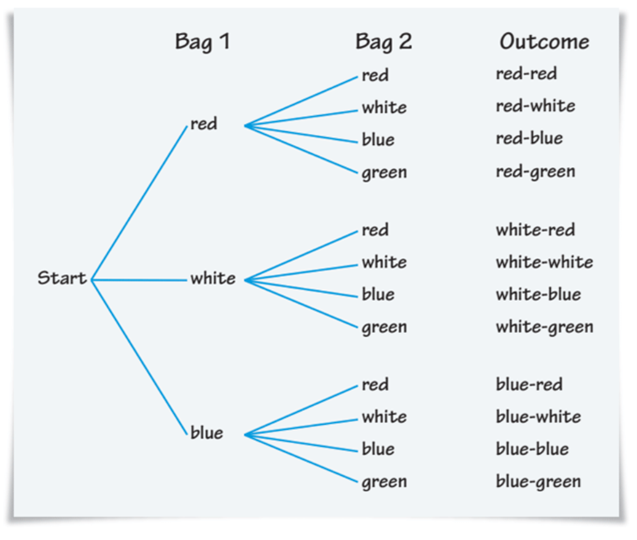 Bag 1 Bag 2 Outcome
red red-red
white red-white
red
blue red-blue
green red-green
red white-red
white white-white
Start white
blue white-blue
green white-green
red blue-red
white blue-white
blue
blue blue-blue
green blue-green